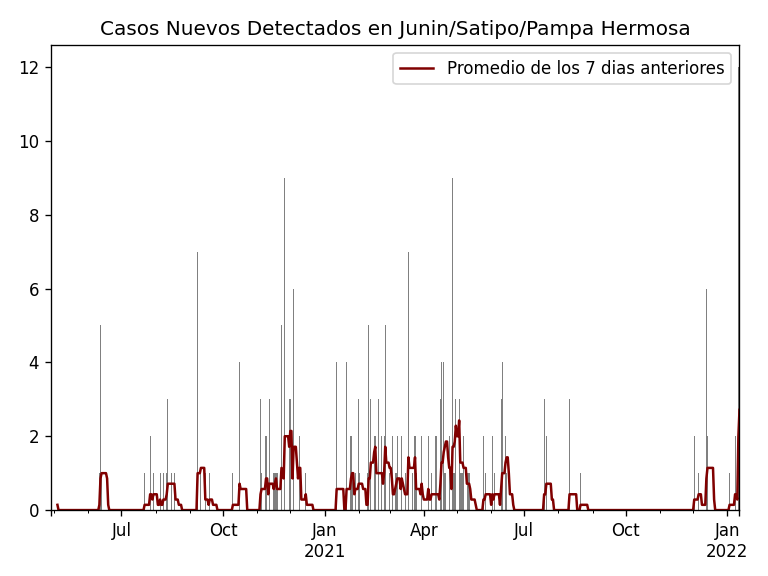 Casos Nuevos Detectados en Junin/Satipo/Pampa Hermosa
Promedio de los 7 dias anteriores
12
10
8
6
4
2
0
Jul Oct Jan Apr Jul Oct Jan
2021 2022